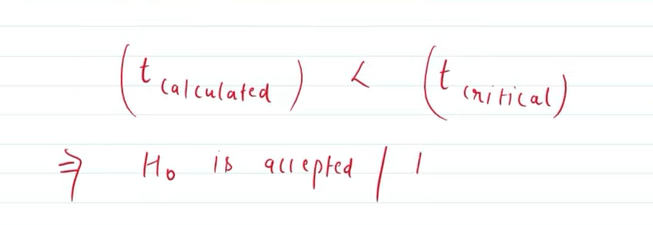 (t calculated) < (t critical)
⇒ H₀ is accepted / I